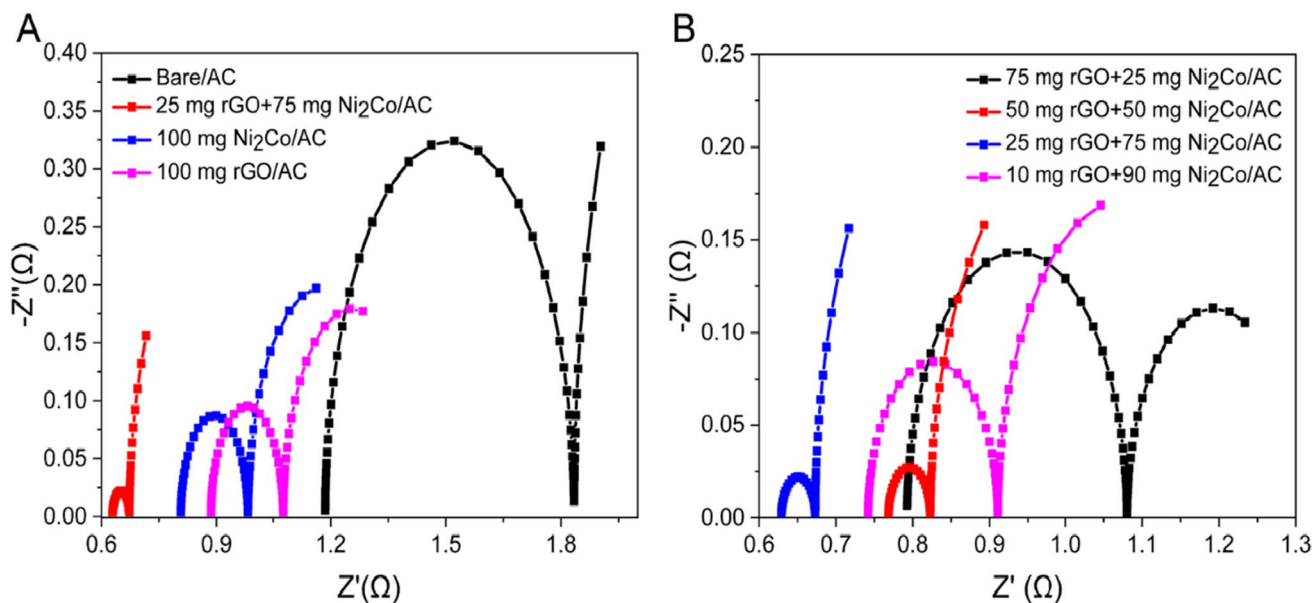 A
0.40
0.35
0.30
0.25
0.20
0.15
0.10
0.05
0.00
-Z"(Ω)
Bare/AC
25 mg rGO+75 mg Ni₂Co/AC
100 mg Ni₂Co/AC
100 mg rGO/AC
0.6 0.9 1.2 1.5 1.8
Z'(Ω)
B
0.25
0.20
0.15
0.10
0.05
0.00
-Z" (Ω)
75 mg rGO+25 mg Ni₂Co/AC
50 mg rGO+50 mg Ni₂Co/AC
25 mg rGO+75 mg Ni₂Co/AC
10 mg rGO+90 mg Ni₂Co/AC
0.6 0.7 0.8 0.9 1.0 1.1 1.2 1.3
Z' (Ω)